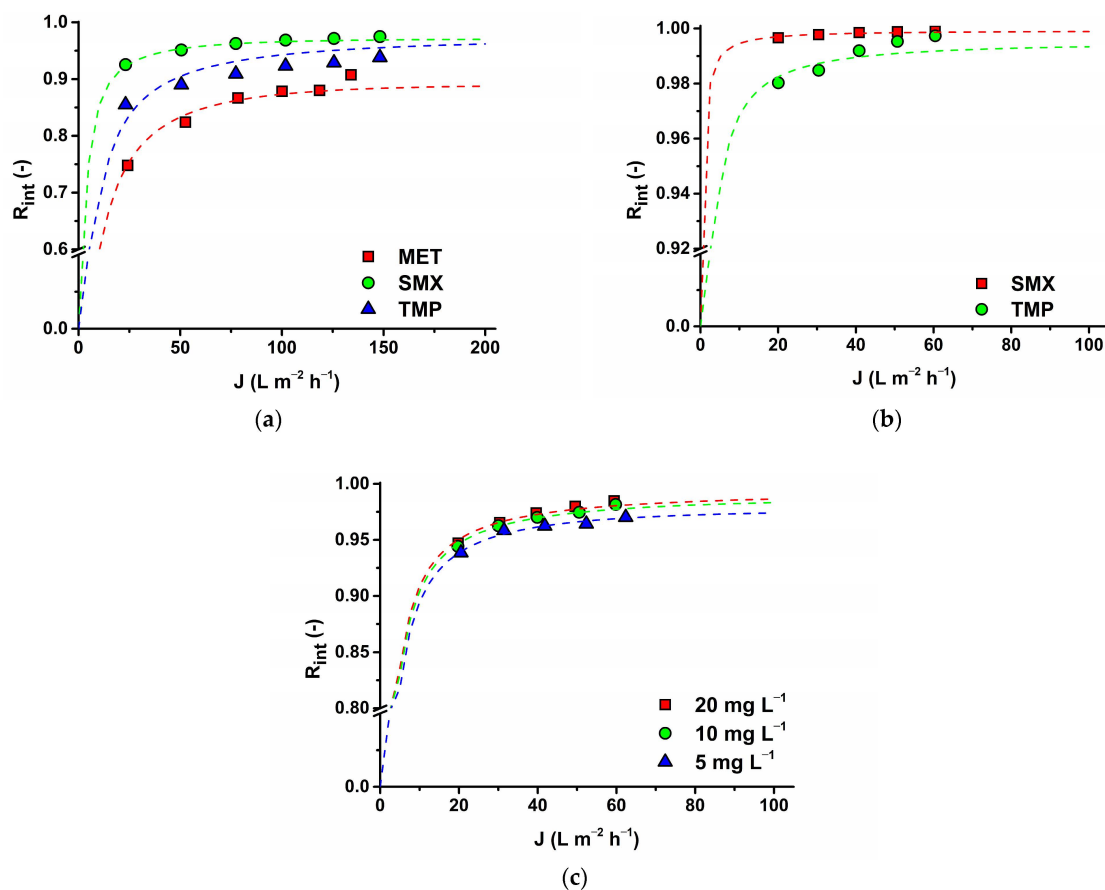 1.0
0.9
0.8
0.7
0.6
0.0
R_int (-)
MET
SMX
TMP
0 50 100 150 200
J (L m⁻² h⁻¹)
(a)
1.00
0.98
0.96
0.94
0.92
0.0
R_int (-)
SMX
TMP
0 20 40 60 80 100
J (L m⁻² h⁻¹)
(b)
1.00
0.95
0.90
0.85
0.80
0.0
R_int (-)
20 mg L⁻¹
10 mg L⁻¹
5 mg L⁻¹
0 20 40 60 80 100
J (L m⁻² h⁻¹)
(c)